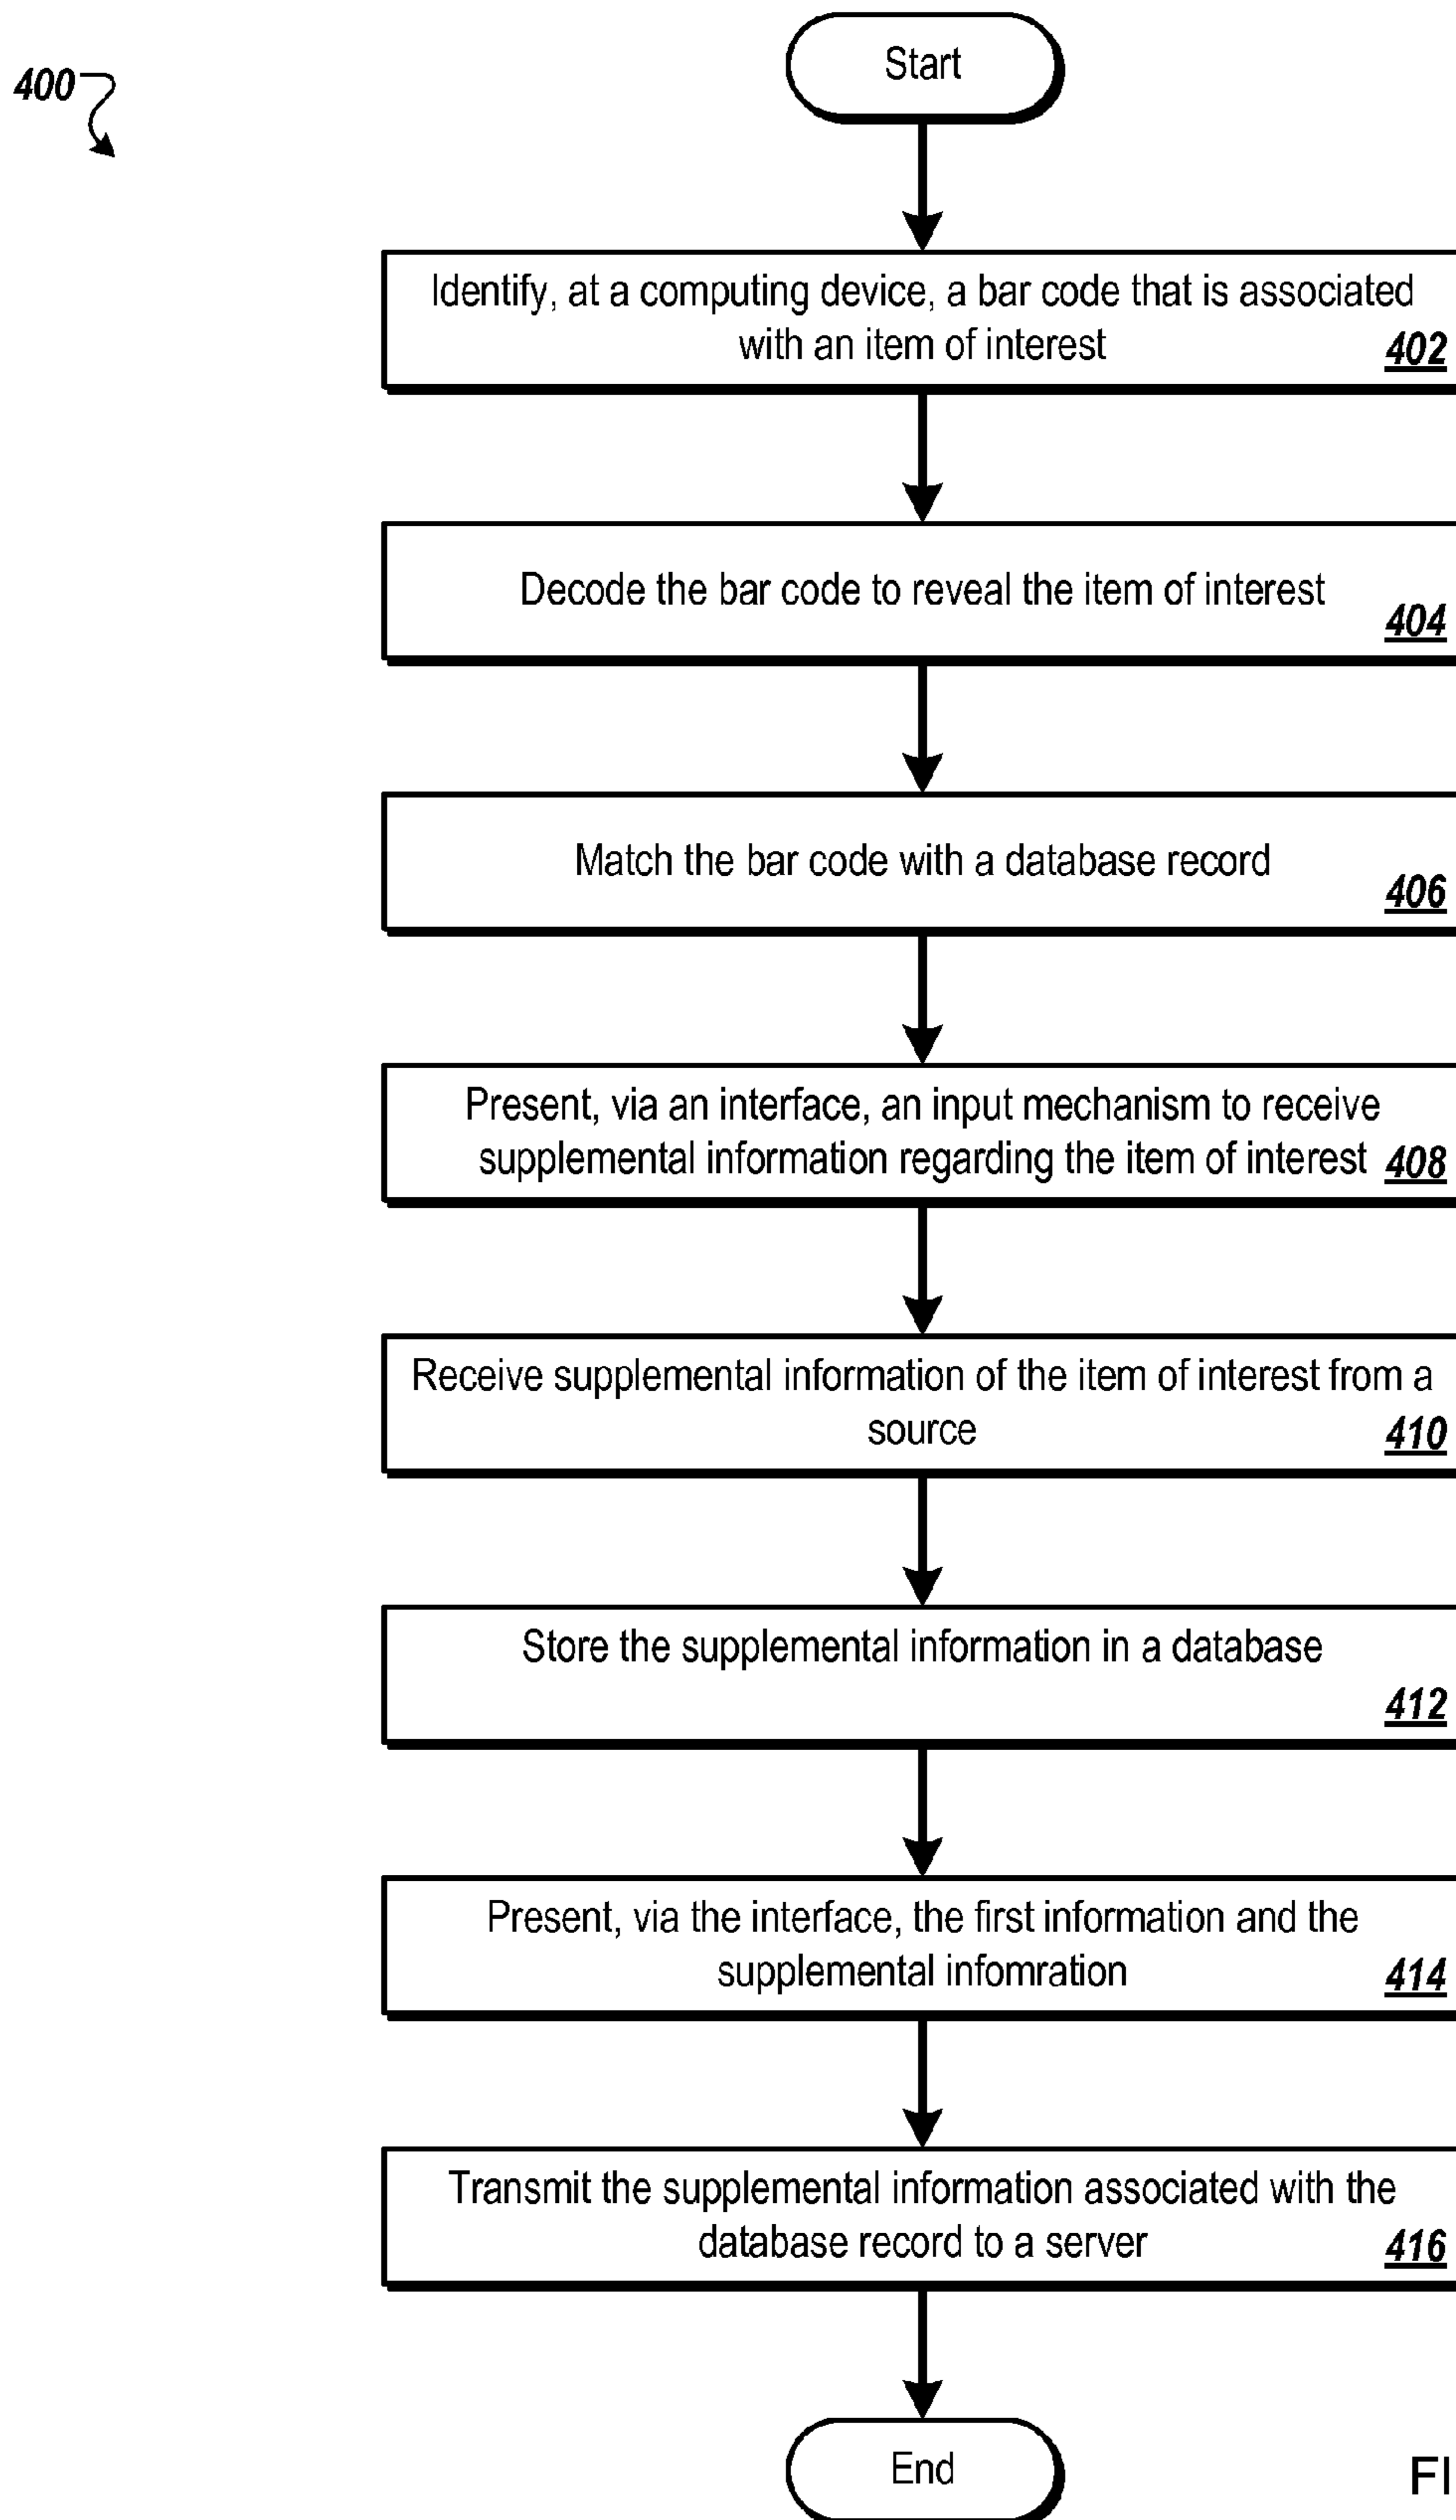 400
Start
Identify, at a computing device, a bar code that is associated
with an item of interest
402
Decode the bar code to reveal the item of interest
404
Match the bar code with a database record
406
Present, via an interface, an input mechanism to receive
supplemental information regarding the item of interest
408
Receive supplemental information of the item of interest from a
source
410
Store the supplemental information in a database
412
Present, via the interface, the first information and the
supplemental infomration
414
Transmit the supplemental information associated with the
database record to a server
416
End
FI